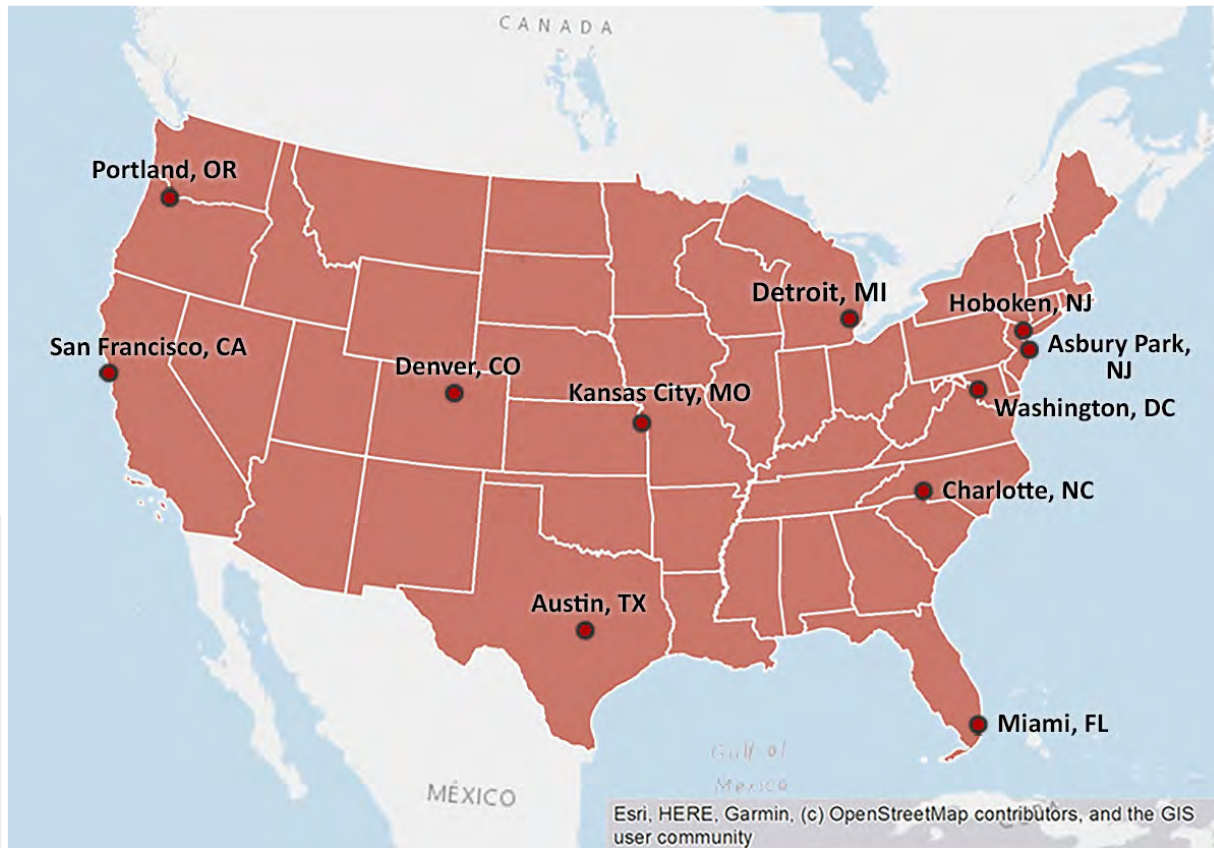 CANADA
Portland, OR
Detroit, MI
Hoboken, NJ
San Francisco, CA
Asbury Park,
NJ
Denver, CO
Kansas City, MO
Washington, DC
Charlotte, NC
Austin, TX
Miami, FL
Gulf of
Mexico
MÉXICO
Esri, HERE, Garmin, (c) OpenStreetMap contributors, and the GIS
user community